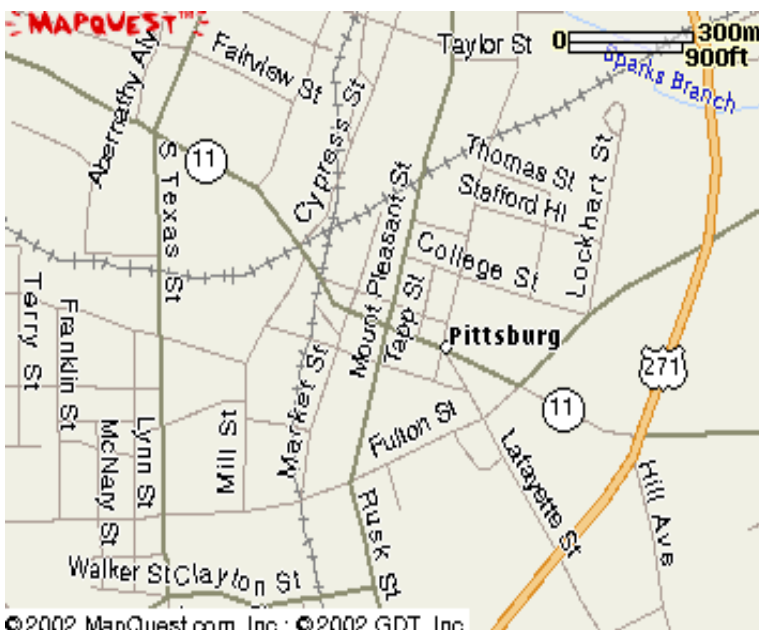 MAPQUEST™
0 300m
900ft
Taylor St
Fairview St
Abernathy Aly
Sparks Branch
Cypress St
11
Thomas St
Stafford Hl
Lockhart St
S Texas St
Mount Pleasant St
College St
Terry St
Franklin St
Tapp St
Pittsburg
271
Market St
11
Fulton St
McNary St
Lynn St
Mill St
Lafayette St
Hill Ave
Rusk St
Walker St
Clayton St
©2002 MapQuest.com, Inc.; ©2002 GDT, Inc.